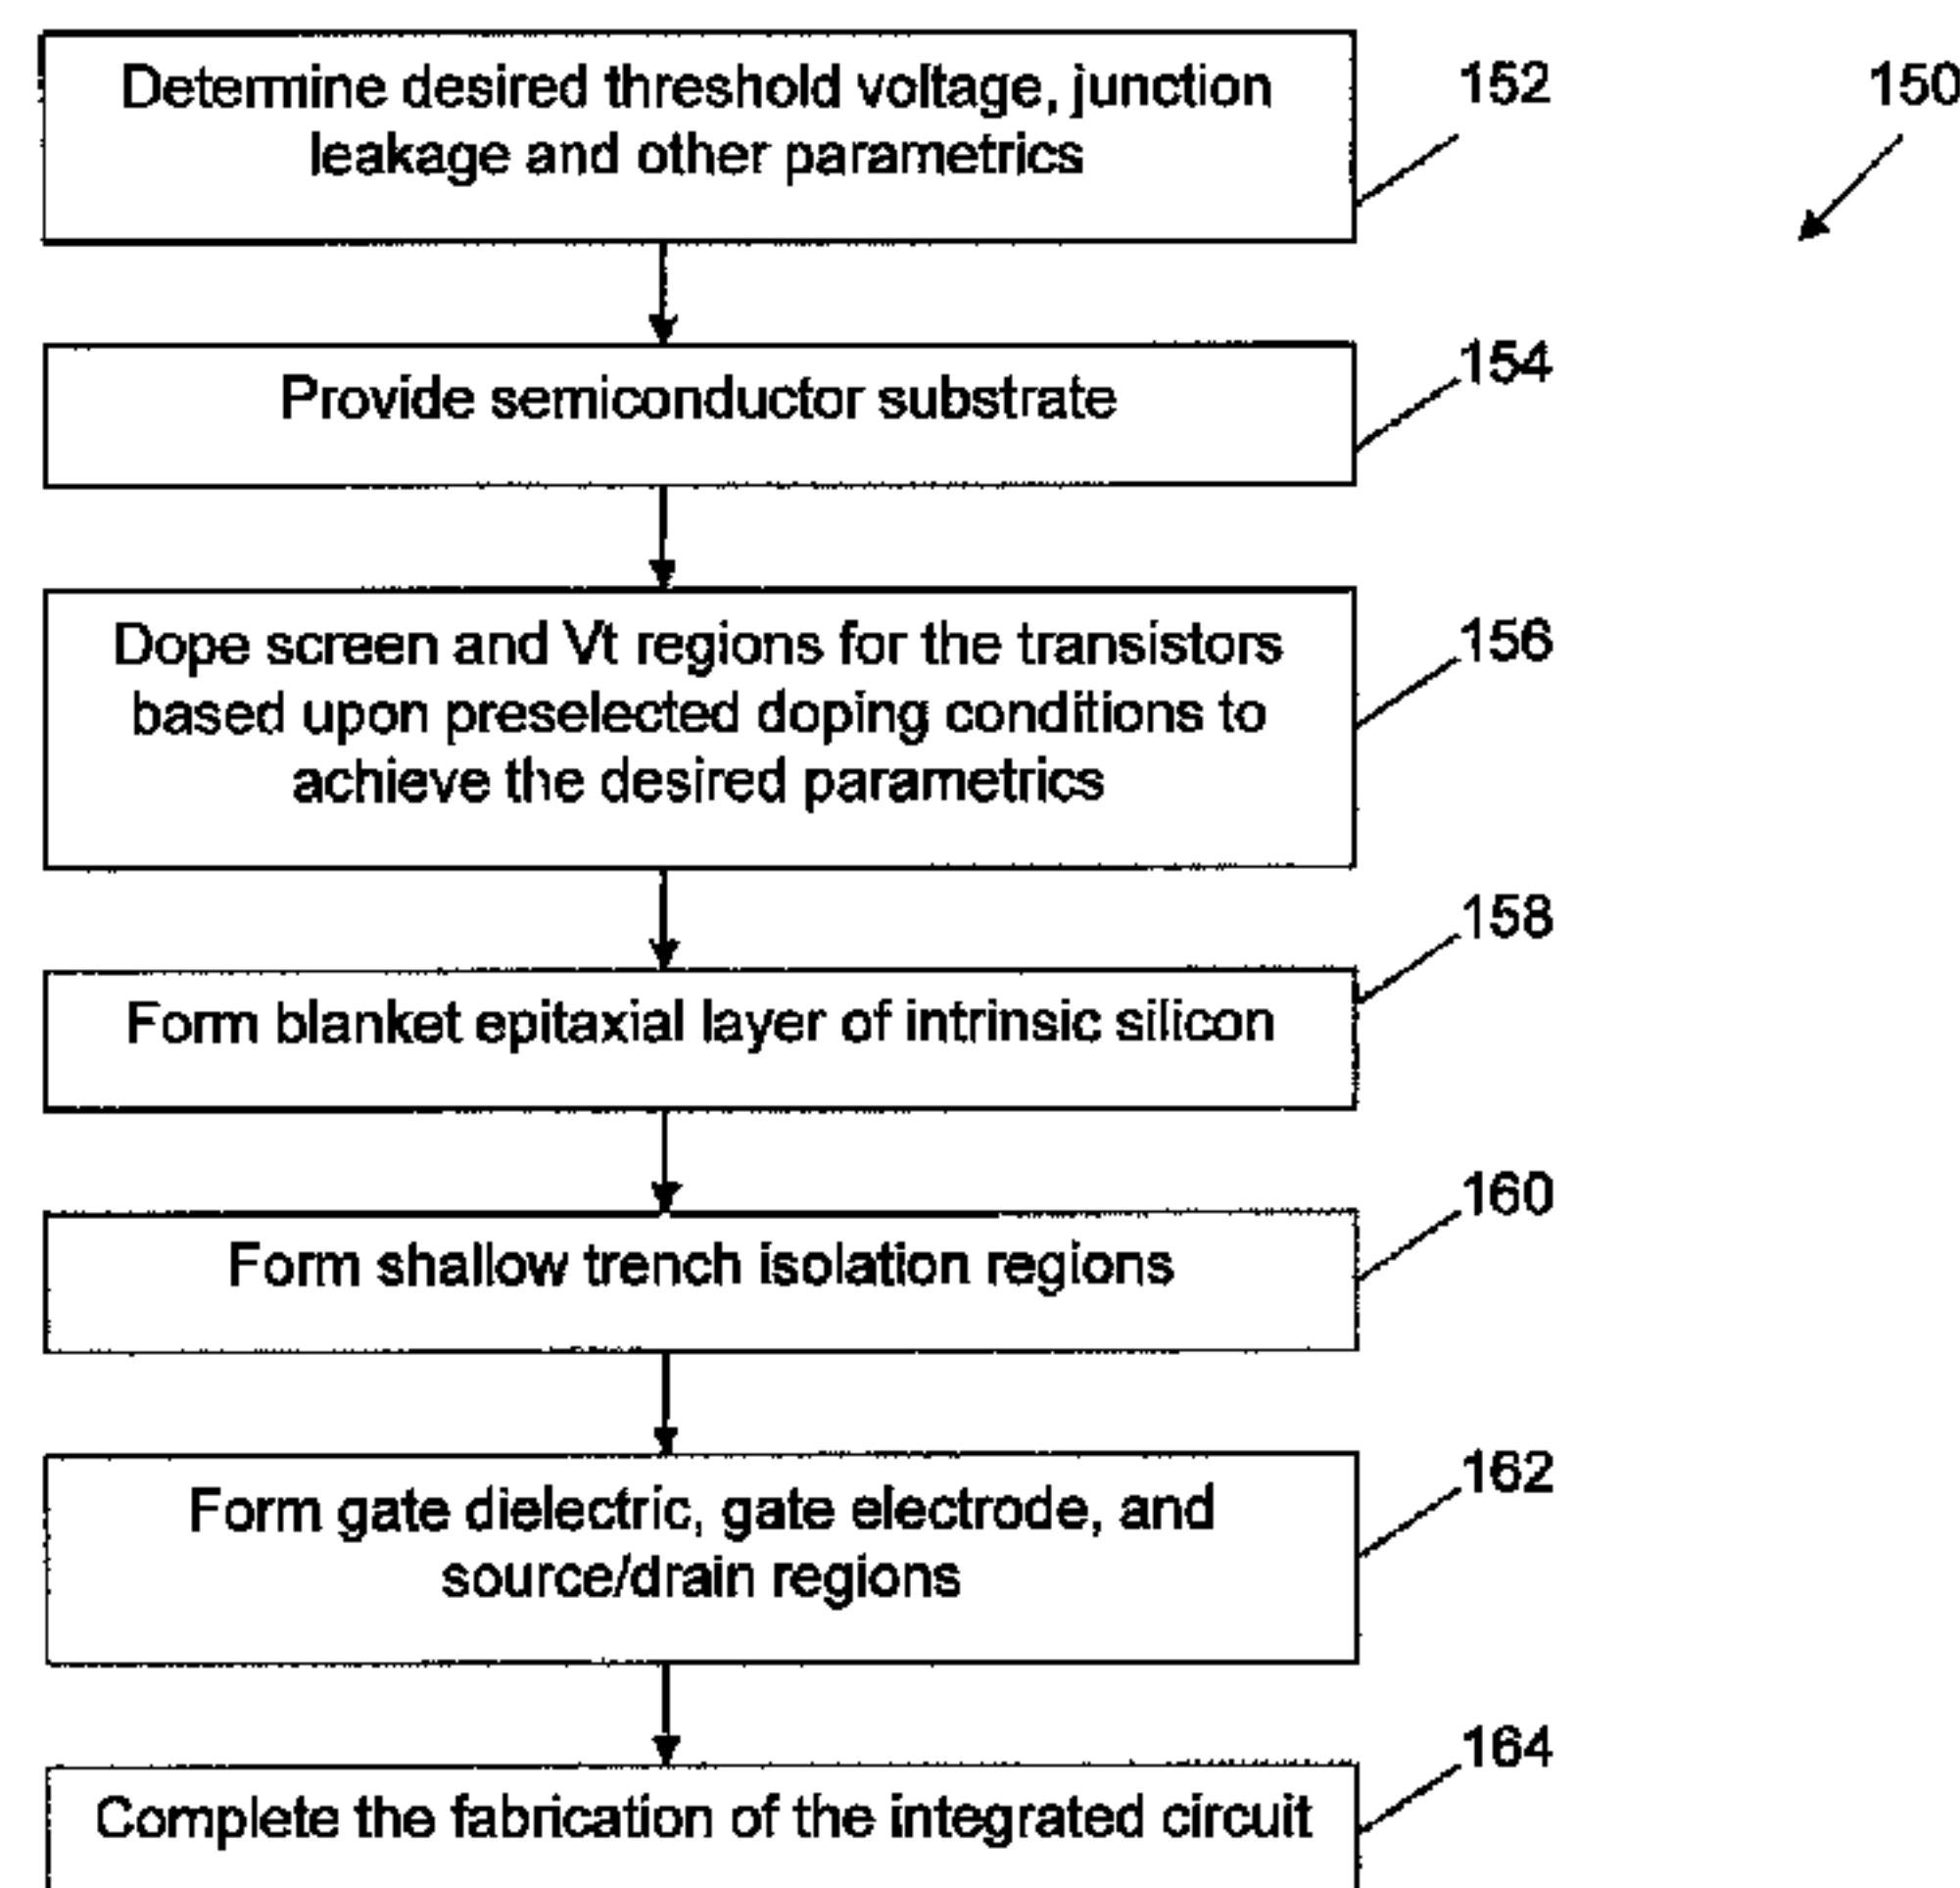 Determine desired threshold voltage, junction
leakage and other parametrics
152
150
Provide semiconductor substrate
154
Dope screen and Vt regions for the transistors
based upon preselected doping conditions to
achieve the desired parametrics
156
Form blanket epitaxial layer of intrinsic silicon
158
Form shallow trench isolation regions
160
Form gate dielectric, gate electrode, and
source/drain regions
162
Complete the fabrication of the integrated circuit
164